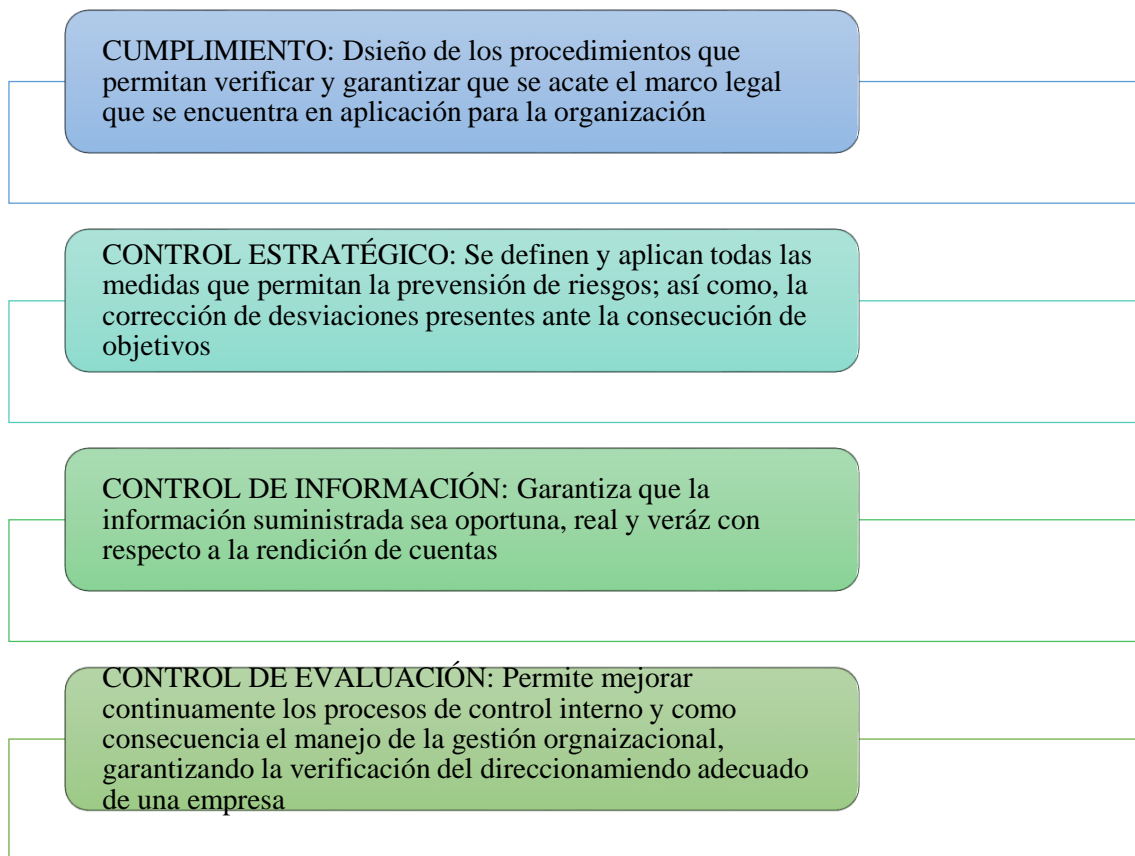 CUMPLIMIENTO: Dsieño de los procedimientos que
permitan verificar y garantizar que se acate el marco legal
que se encuentra en aplicación para la organización
CONTROL ESTRATÉGICO: Se definen y aplican todas las
medidas que permitan la prevención de riesgos; así como, la
corrección de desviaciones presentes ante la consecución de
objetivos
CONTROL DE INFORMACIÓN: Garantiza que la
información suministrada sea oportuna, real y veráz con
respecto a la rendición de cuentas
CONTROL DE EVALUACIÓN: Permite mejorar
continuamente los procesos de control interno y como
consecuencia el manejo de la gestión orgnaizacional,
garantizando la verificación del direccionamiendo adecuado
de una empresa